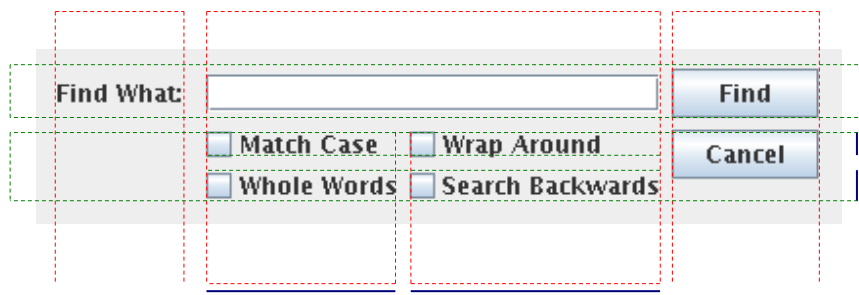 Find What: Find
Match Case Wrap Around Cancel
Whole Words Search Backwards